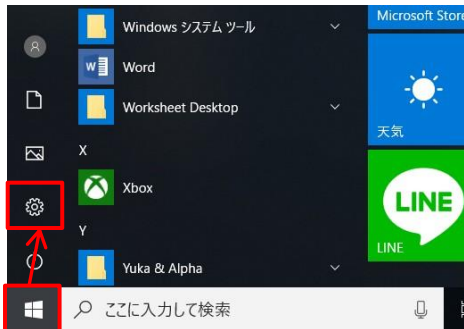 Windows システム ツール
Word
Worksheet Desktop
X
Xbox
Y
Yuka & Alpha
ここに入力して検索
Microsoft Store
天気
LINE
LINE